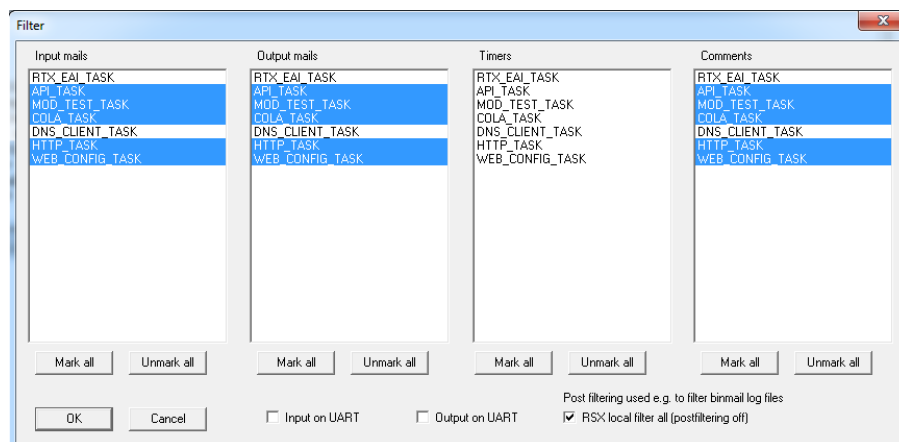 Filter
Input mails
RTX_EAI_TASK
API_TASK
MOD_TEST_TASK
COLA_TASK
DNS_CLIENT_TASK
HTTP_TASK
WEB_CONFIG_TASK
Mark all
Unmark all
Output mails
RTX_EAI_TASK
API_TASK
MOD_TEST_TASK
COLA_TASK
DNS_CLIENT_TASK
HTTP_TASK
WEB_CONFIG_TASK
Mark all
Unmark all
Timers
RTX_EAI_TASK
API_TASK
MOD_TEST_TASK
COLA_TASK
DNS_CLIENT_TASK
HTTP_TASK
WEB_CONFIG_TASK
Mark all
Unmark all
Comments
RTX_EAI_TASK
API_TASK
MOD_TEST_TASK
COLA_TASK
DNS_CLIENT_TASK
HTTP_TASK
WEB_CONFIG_TASK
Mark all
Unmark all
OK
Cancel
Input on UART
Output on UART
Post filtering used e.g. to filter binmail log files
RSX local filter all (postfiltering off)